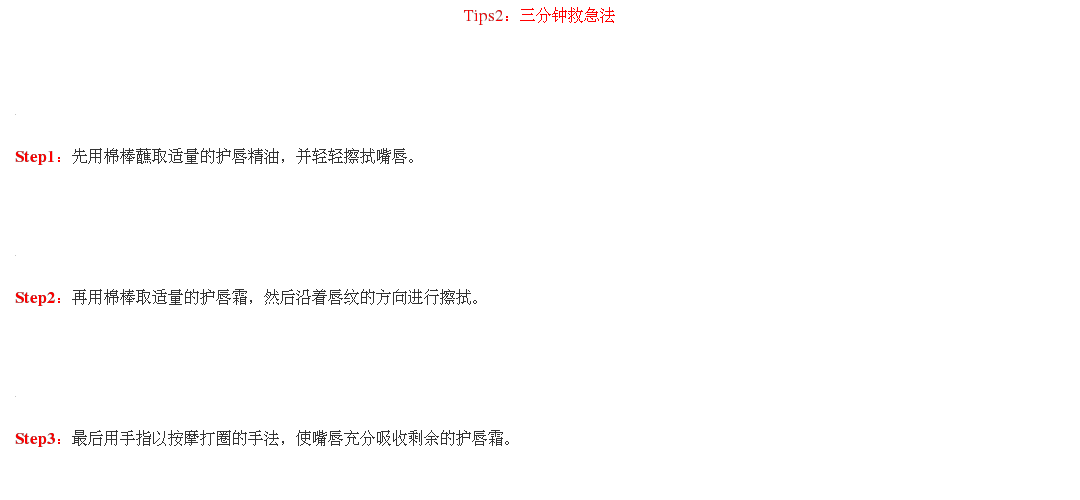 Tips2：三分钟救急法
Step1：先用棉棒蘸取适量的护唇精油，并轻轻擦拭嘴唇。
Step2：再用棉棒取适量的护唇霜，然后沿着唇纹的方向进行擦拭。
Step3：最后用手指以按摩打圈的手法，使嘴唇充分吸收剩余的护唇霜。